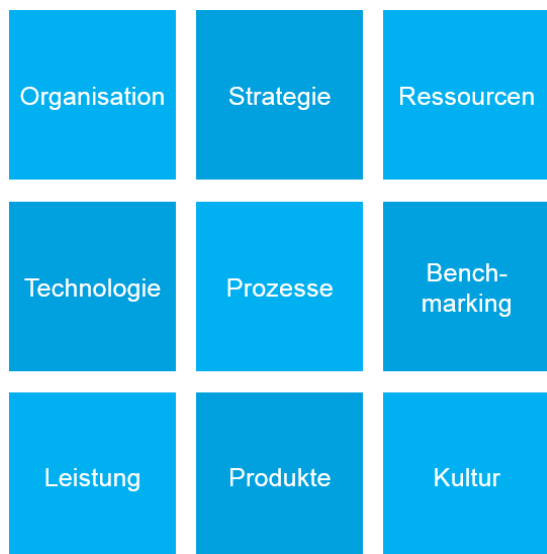 Organisation
Strategie
Ressourcen
Technologie
Prozesse
Bench-
marking
Leistung
Produkte
Kultur